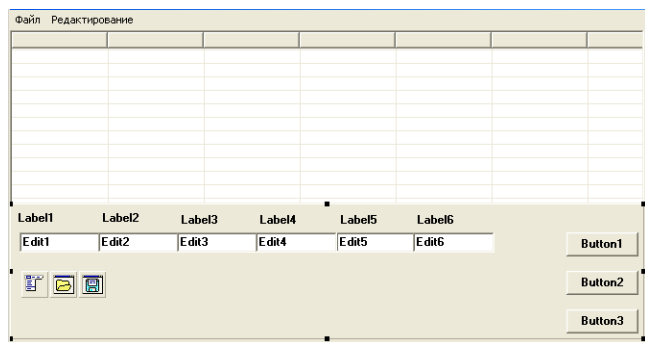 Файл Редактирование
Label1 Label2 Label3 Label4 Label5 Label6
Edit1 Edit2 Edit3 Edit4 Edit5 Edit6
Button1
Button2
Button3